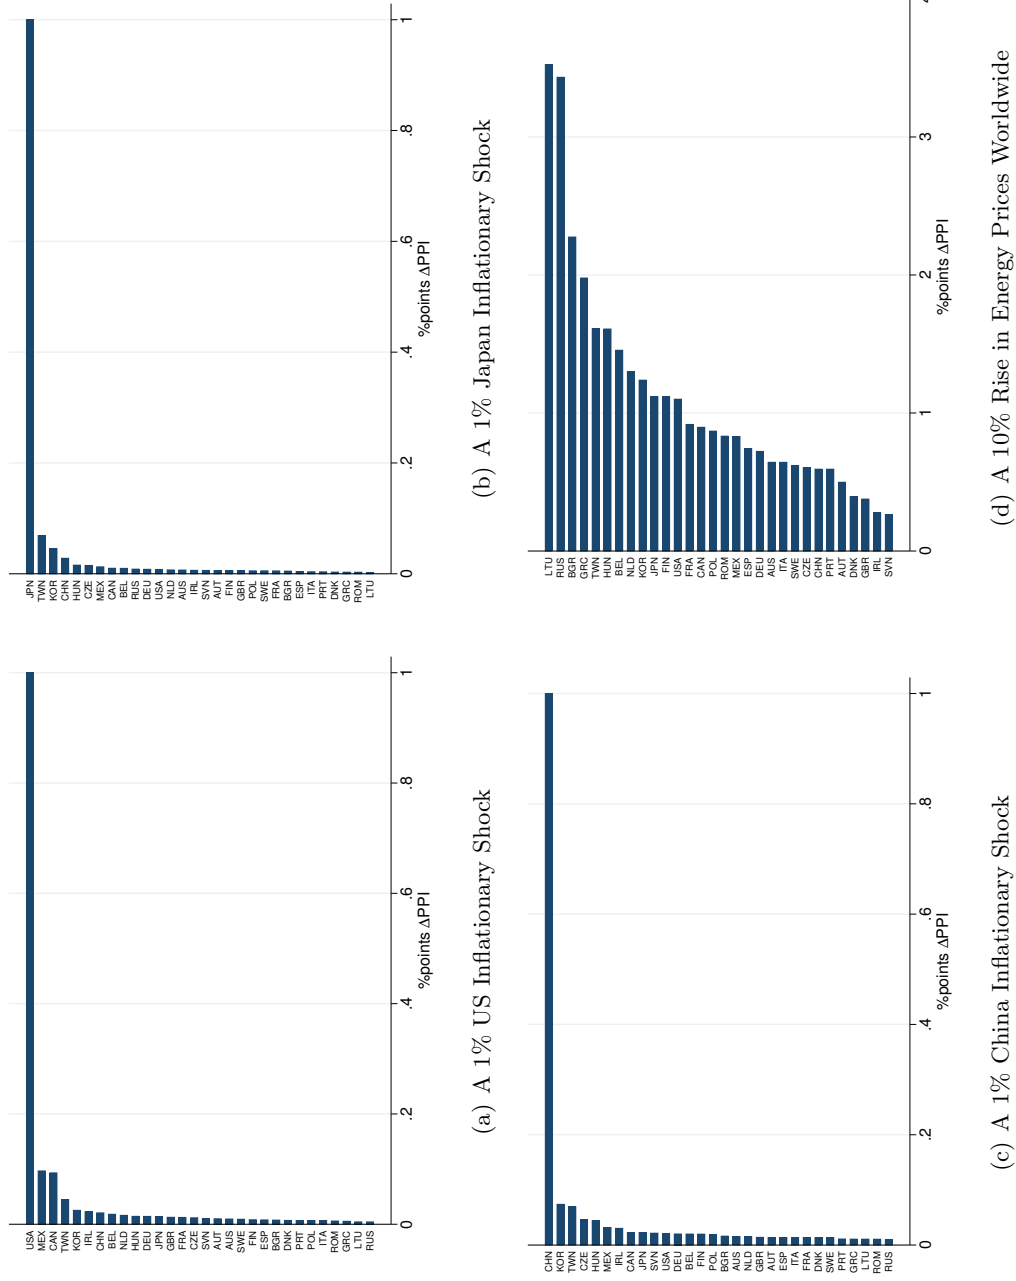 USA
MEX
CAN
TWN
KOR
IRL
CHN
BEL
NLD
HUN
DEU
JPN
GBR
FRA
CZE
SVN
AUT
AUS
SWE
FIN
ESP
BGR
DNK
PRT
POL
ITA
ROM
GRC
LTU
RUS
0 .2 .4 .6 .8 1
%points ΔPPI
(a) A 1% US Inflationary Shock
JPN
TWN
KOR
CHN
HUN
CZE
MEX
CAN
BEL
RUS
DEU
USA
NLD
AUS
IRL
SVN
AUT
FIN
GBR
POL
SWE
FRA
BGR
ESP
ITA
PRT
DNK
GRC
ROM
LTU
0 .2 .4 .6 .8 1
%points ΔPPI
(b) A 1% Japan Inflationary Shock
CHN
KOR
TWN
CZE
HUN
MEX
IRL
CAN
JPN
SVN
USA
DEU
BEL
FIN
POL
BGR
AUS
NLD
GBR
AUT
ESP
ITA
FRA
DNK
SWE
PRT
GRC
LTU
ROM
RUS
0 .2 .4 .6 .8 1
%points ΔPPI
(c) A 1% China Inflationary Shock
LTU
RUS
BGR
GRC
TWN
HUN
BEL
NLD
KOR
JPN
FIN
USA
FRA
CAN
POL
ROM
MEX
ESP
DEU
AUS
ITA
SWE
CZE
CHN
PRT
AUT
DNK
GBR
IRL
SVN
0 1 2 3
%points ΔPPI
(d) A 10% Rise in Energy Prices Worldwide